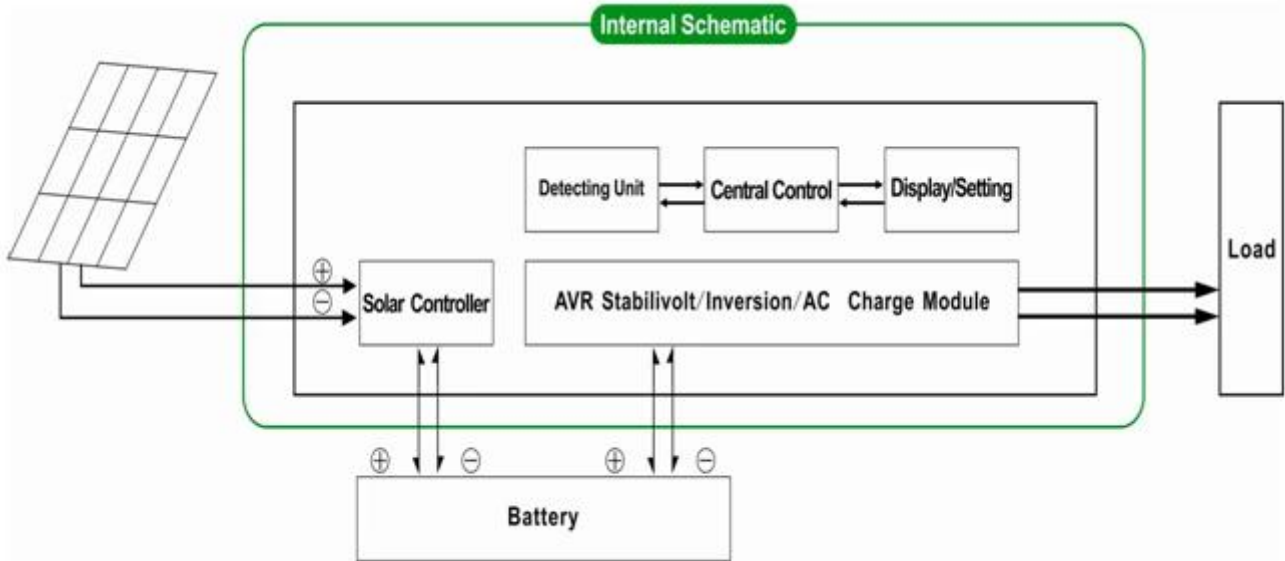 Internal Schematic
Detecting Unit
Central Control
Display/Setting
Load
⊕
⊖
Solar Controller
AVR Stabilivolt/Inversion/AC Charge Module
⊕ ⊖ ⊕ ⊖
Battery